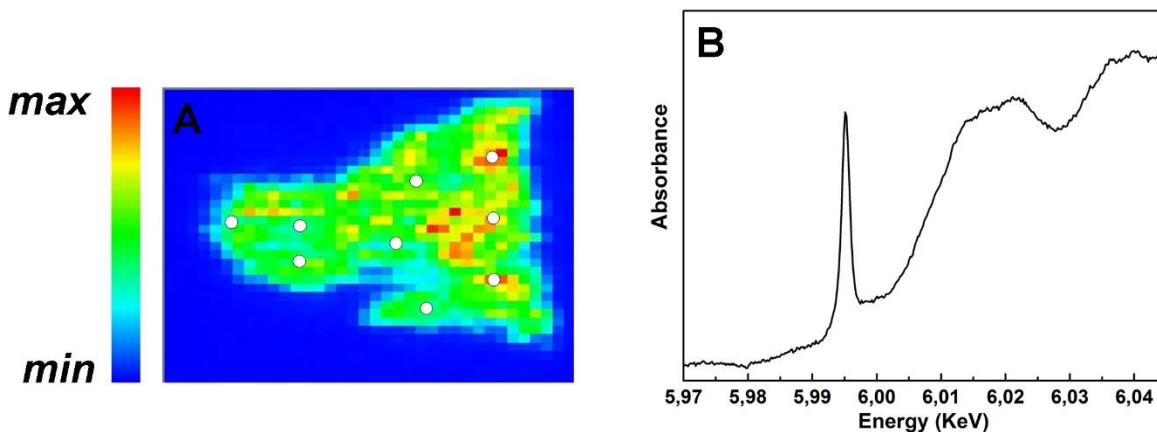 max
min
A
B
Absorbance
5,97 5,98 5,99 6,00 6,01 6,02 6,03 6,04
Energy (KeV)